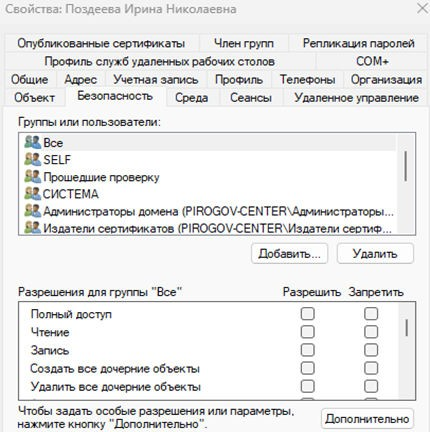 Свойства: Поздеева Ирина Николаевна
Опубликованные сертификаты Член групп Репликация паролей
Профиль служб удаленных рабочих столов COM+
Общие Адрес Учетная запись Профиль Телефоны Организация
Объект Безопасность Среда Сеансы Удаленное управление
Группы или пользователи:
Все
SELF
Прошедшие проверку
СИСТЕМА
Администраторы домена (PIROGOV-CENTER\Администраторы...
Издатели сертификатов (PIROGOV-CENTER\Издатели сертиф...
Добавить... Удалить
Разрешения для группы "Все" Разрешить Запретить
Полный доступ
Чтение
Запись
Создать все дочерние объекты
Удалить все дочерние объекты
Чтобы задать особые разрешения или параметры,
нажмите кнопку "Дополнительно". Дополнительно